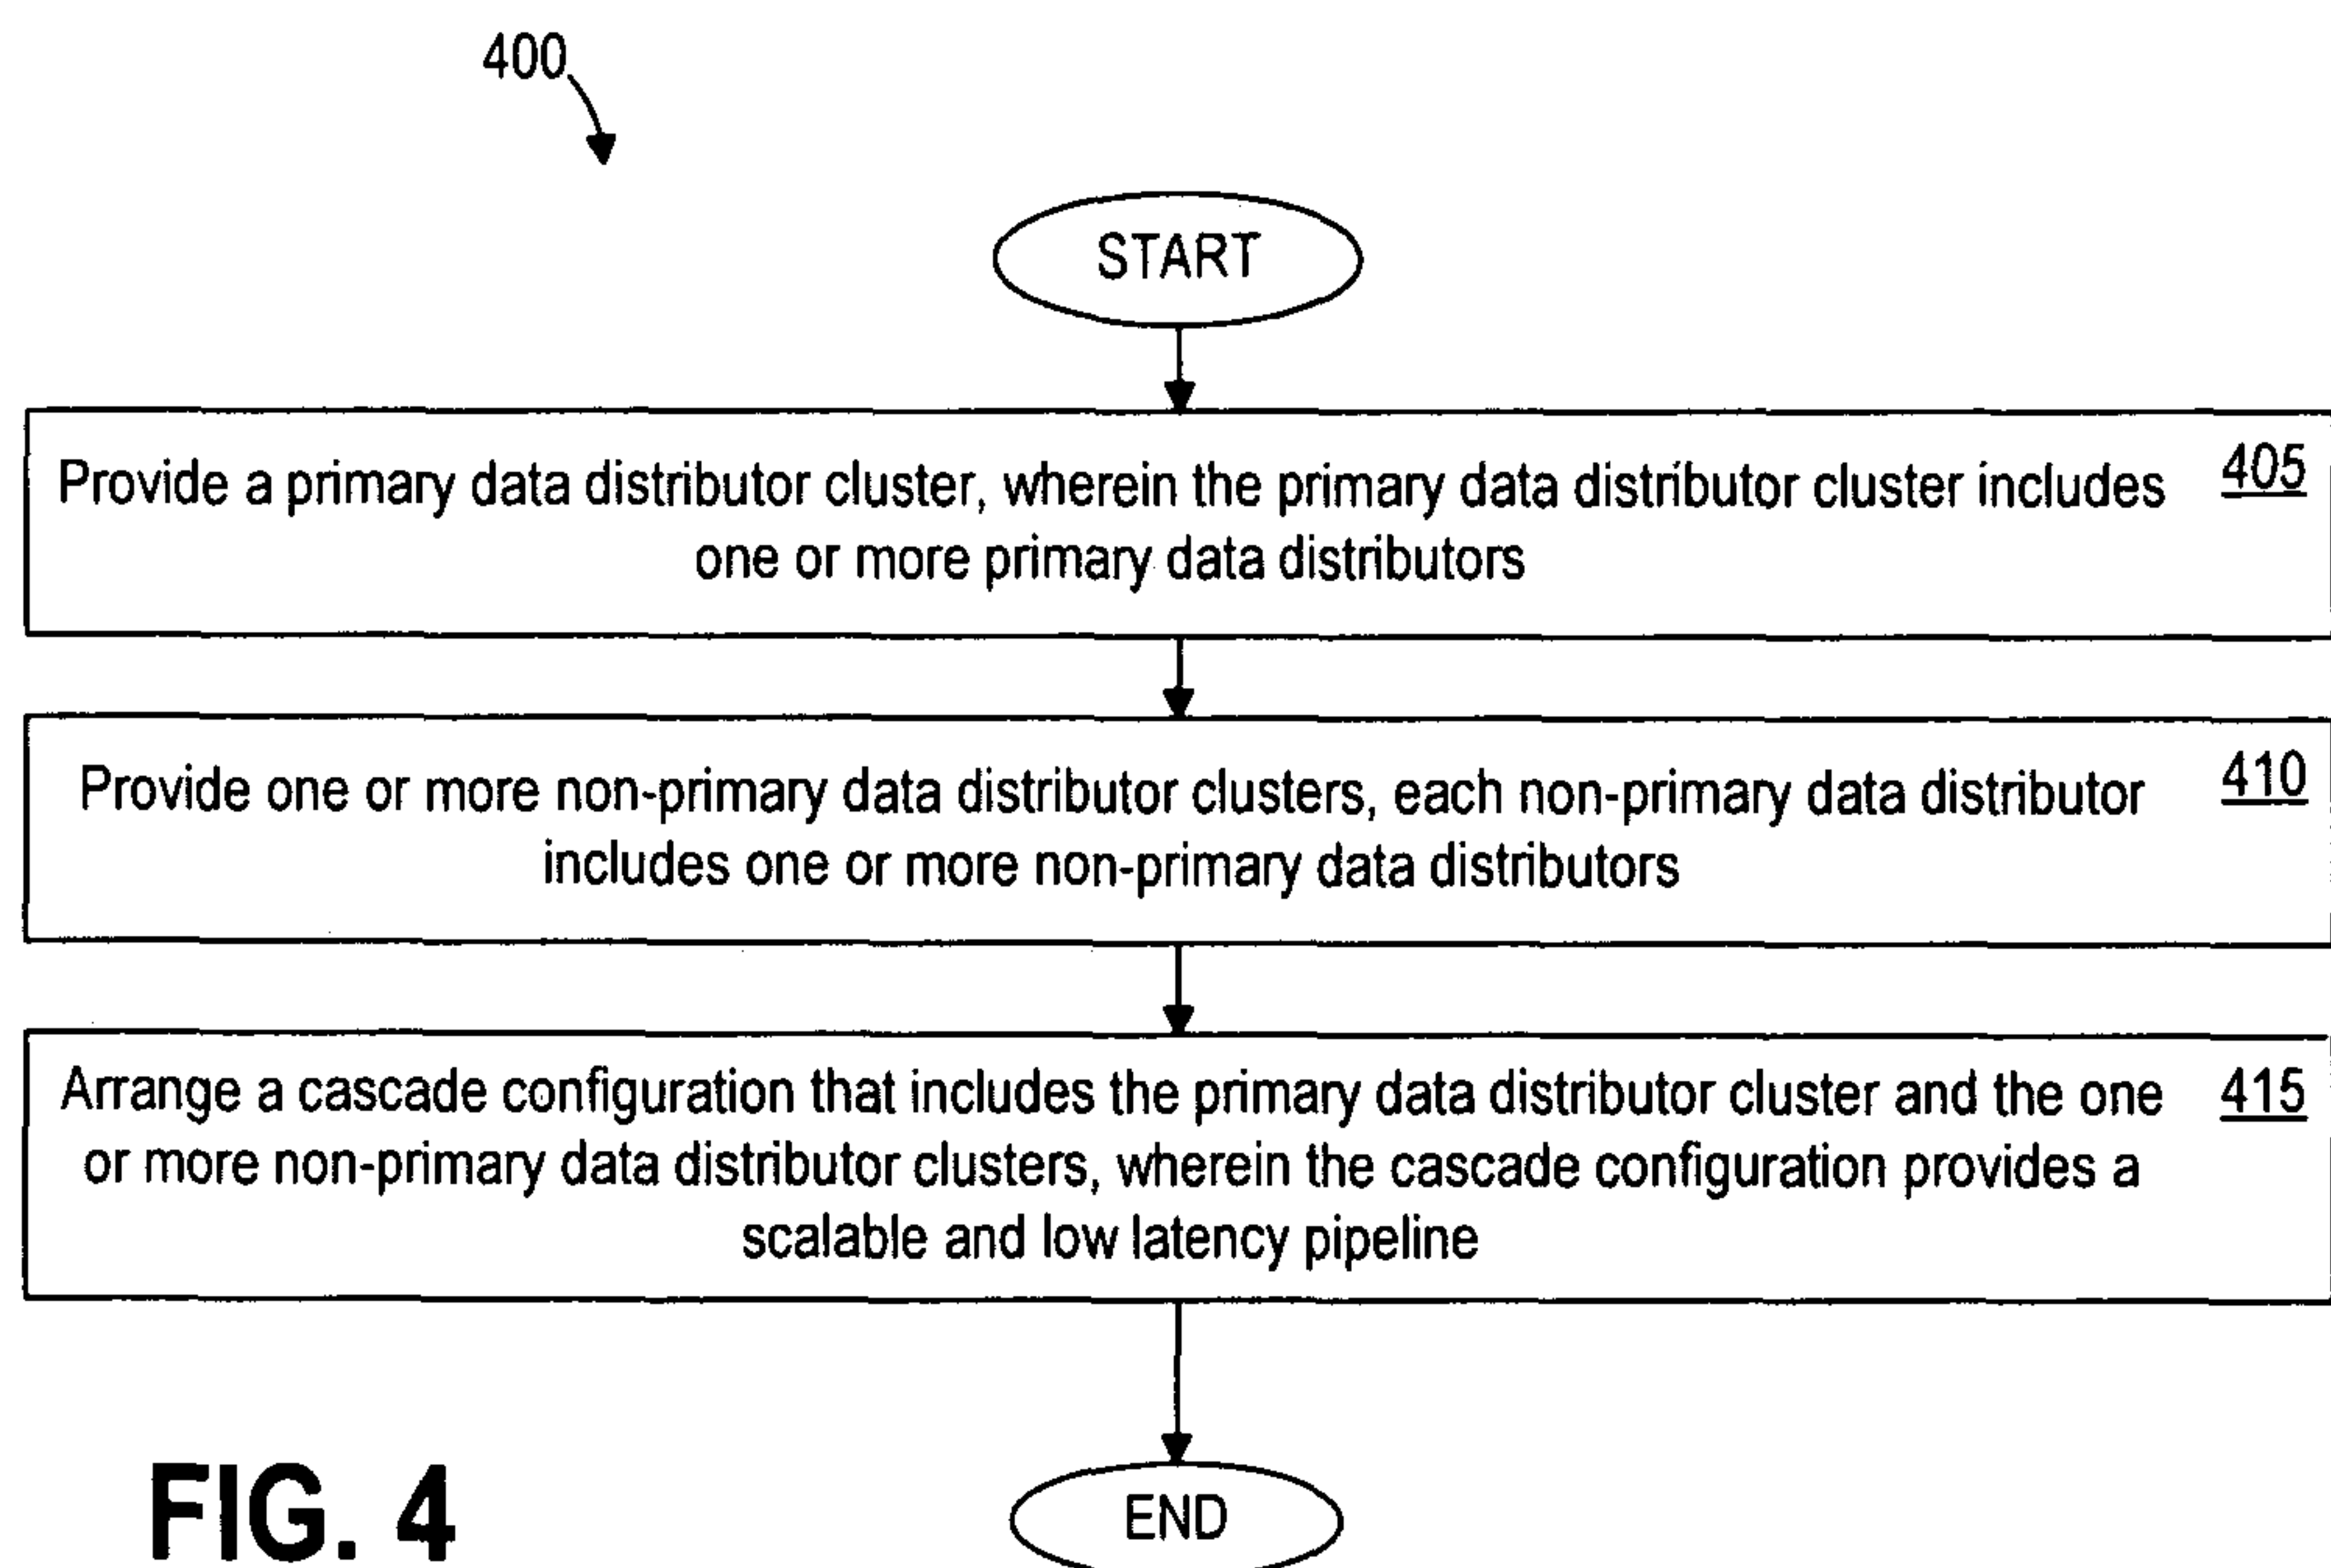 400
START
Provide a primary data distributor cluster, wherein the primary data distributor cluster includes 405
one or more primary data distributors
Provide one or more non-primary data distributor clusters, each non-primary data distributor 410
includes one or more non-primary data distributors
Arrange a cascade configuration that includes the primary data distributor cluster and the one 415
or more non-primary data distributor clusters, wherein the cascade configuration provides a
scalable and low latency pipeline
END
FIG. 4